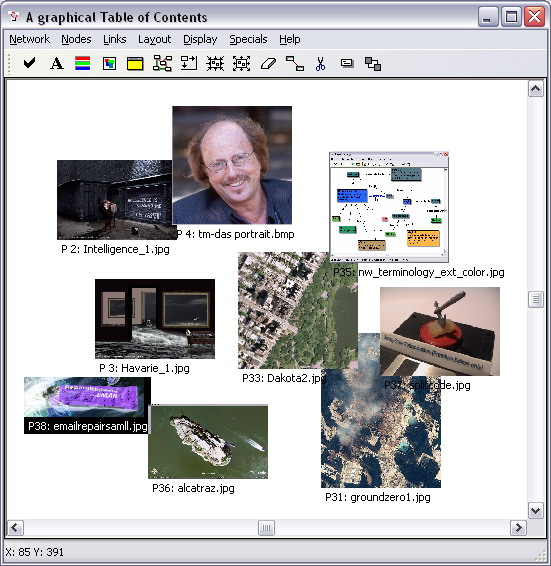 A graphical Table of Contents
Network Nodes Links Layout Display Specials Help
P 2: Intelligence_1.jpg
P 4: tm-das portrait.bmp
P35: nw_terminology_ext_color.jpg
P 3: Havarie_1.jpg
P33: Dakota2.jpg
P37: splitcode.jpg
P38: emailrepairsamll.jpg
P36: alcatraz.jpg
P31: groundzero1.jpg
X: 85 Y: 391